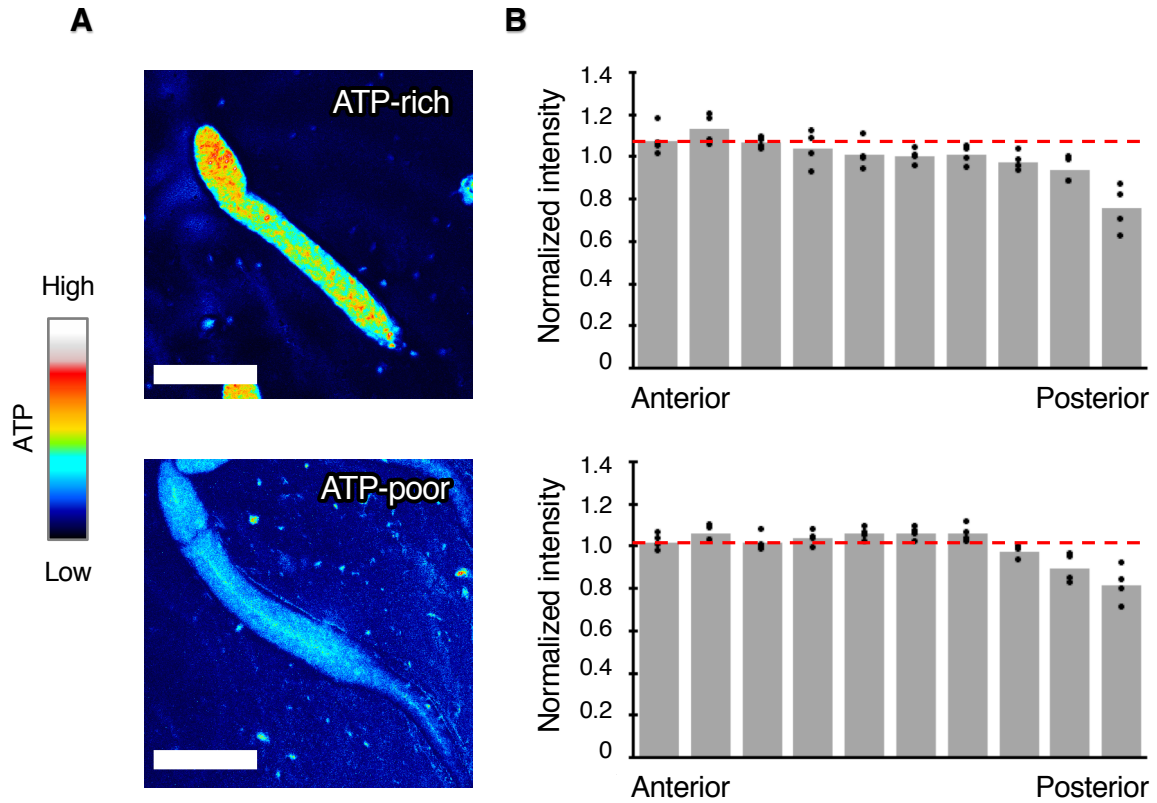 A
B
ATP-rich
High
ATP
Low
ATP-poor
Normalized intensity
1.4
1.2
1.0
0.8
0.6
0.4
0.2
0
Anterior
Posterior
Normalized intensity
1.4
1.2
1.0
0.8
0.6
0.4
0.2
0
Anterior
Posterior